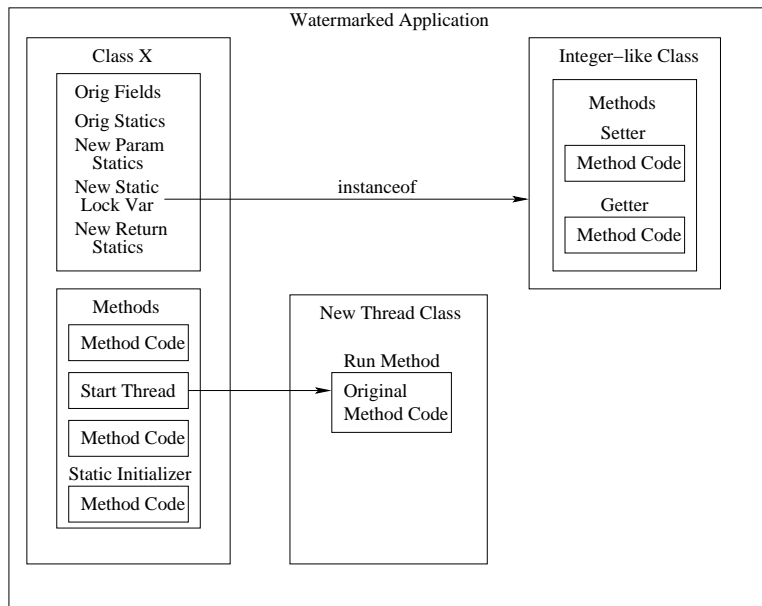 Watermarked Application
Class X
Orig Fields
Orig Statics
New Param
Statics
New Static
Lock Var
New Return
Statics
Methods
Method Code
Start Thread
Method Code
Static Initializer
Method Code
instanceof
New Thread Class
Run Method
Original
Method Code
Integer−like Class
Methods
Setter
Method Code
Getter
Method Code